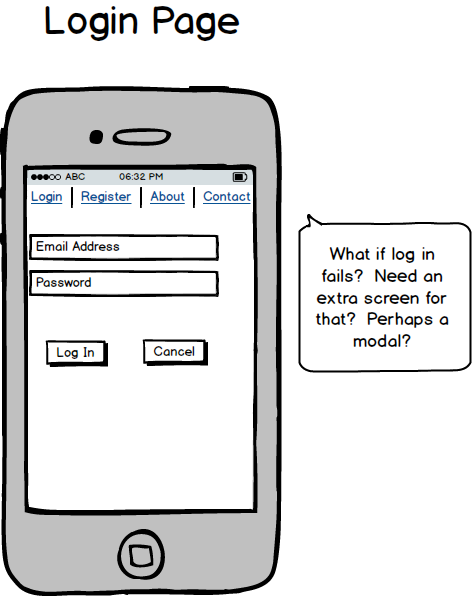 Login Page
ABC 06:32 PM
Login Register About Contact
Email Address
Password
Log In Cancel
What if log in
fails? Need an
extra screen for
that? Perhaps a
modal?